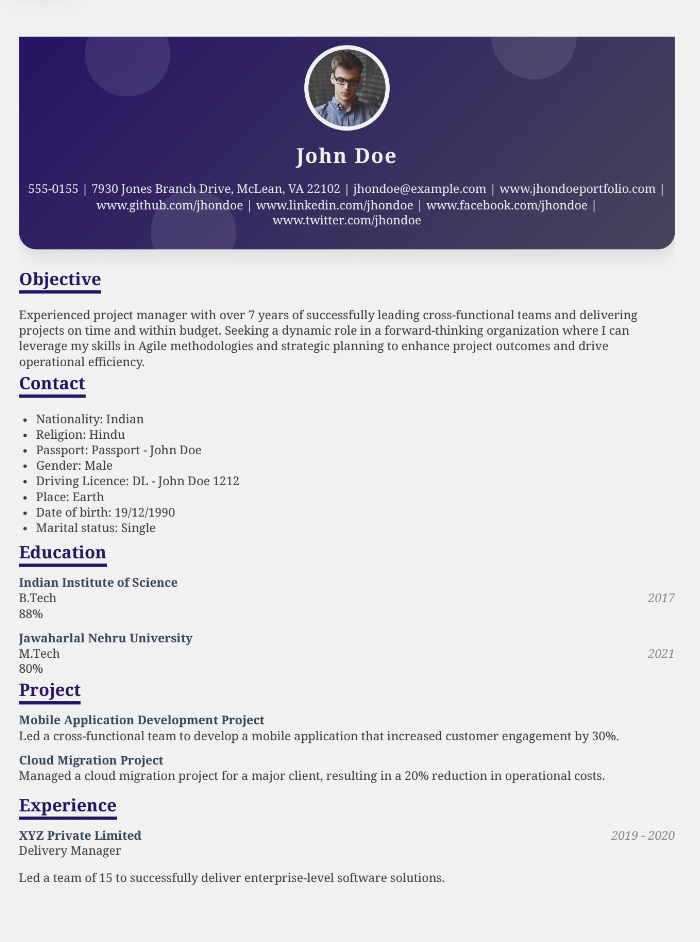 John Doe
555-0155 | 7930 Jones Branch Drive, McLean, VA 22102 | jhondoe@example.com | www.jhondoeportfolio.com |
www.github.com/jhondoe | www.linkedin.com/jhondoe | www.facebook.com/jhondoe |
www.twitter.com/jhondoe
Objective
Experienced project manager with over 7 years of successfully leading cross-functional teams and delivering
projects on time and within budget. Seeking a dynamic role in a forward-thinking organization where I can
leverage my skills in Agile methodologies and strategic planning to enhance project outcomes and drive
operational efficiency.
Contact
• Nationality: Indian
• Religion: Hindu
• Passport: Passport - John Doe
• Gender: Male
• Driving Licence: DL - John Doe 1212
• Place: Earth
• Date of birth: 19/12/1990
• Marital status: Single
Education
Indian Institute of Science
B.Tech 2017
88%
Jawaharlal Nehru University
M.Tech 2021
80%
Project
Mobile Application Development Project
Led a cross-functional team to develop a mobile application that increased customer engagement by 30%.
Cloud Migration Project
Managed a cloud migration project for a major client, resulting in a 20% reduction in operational costs.
Experience
XYZ Private Limited 2019 - 2020
Delivery Manager
Led a team of 15 to successfully deliver enterprise-level software solutions.